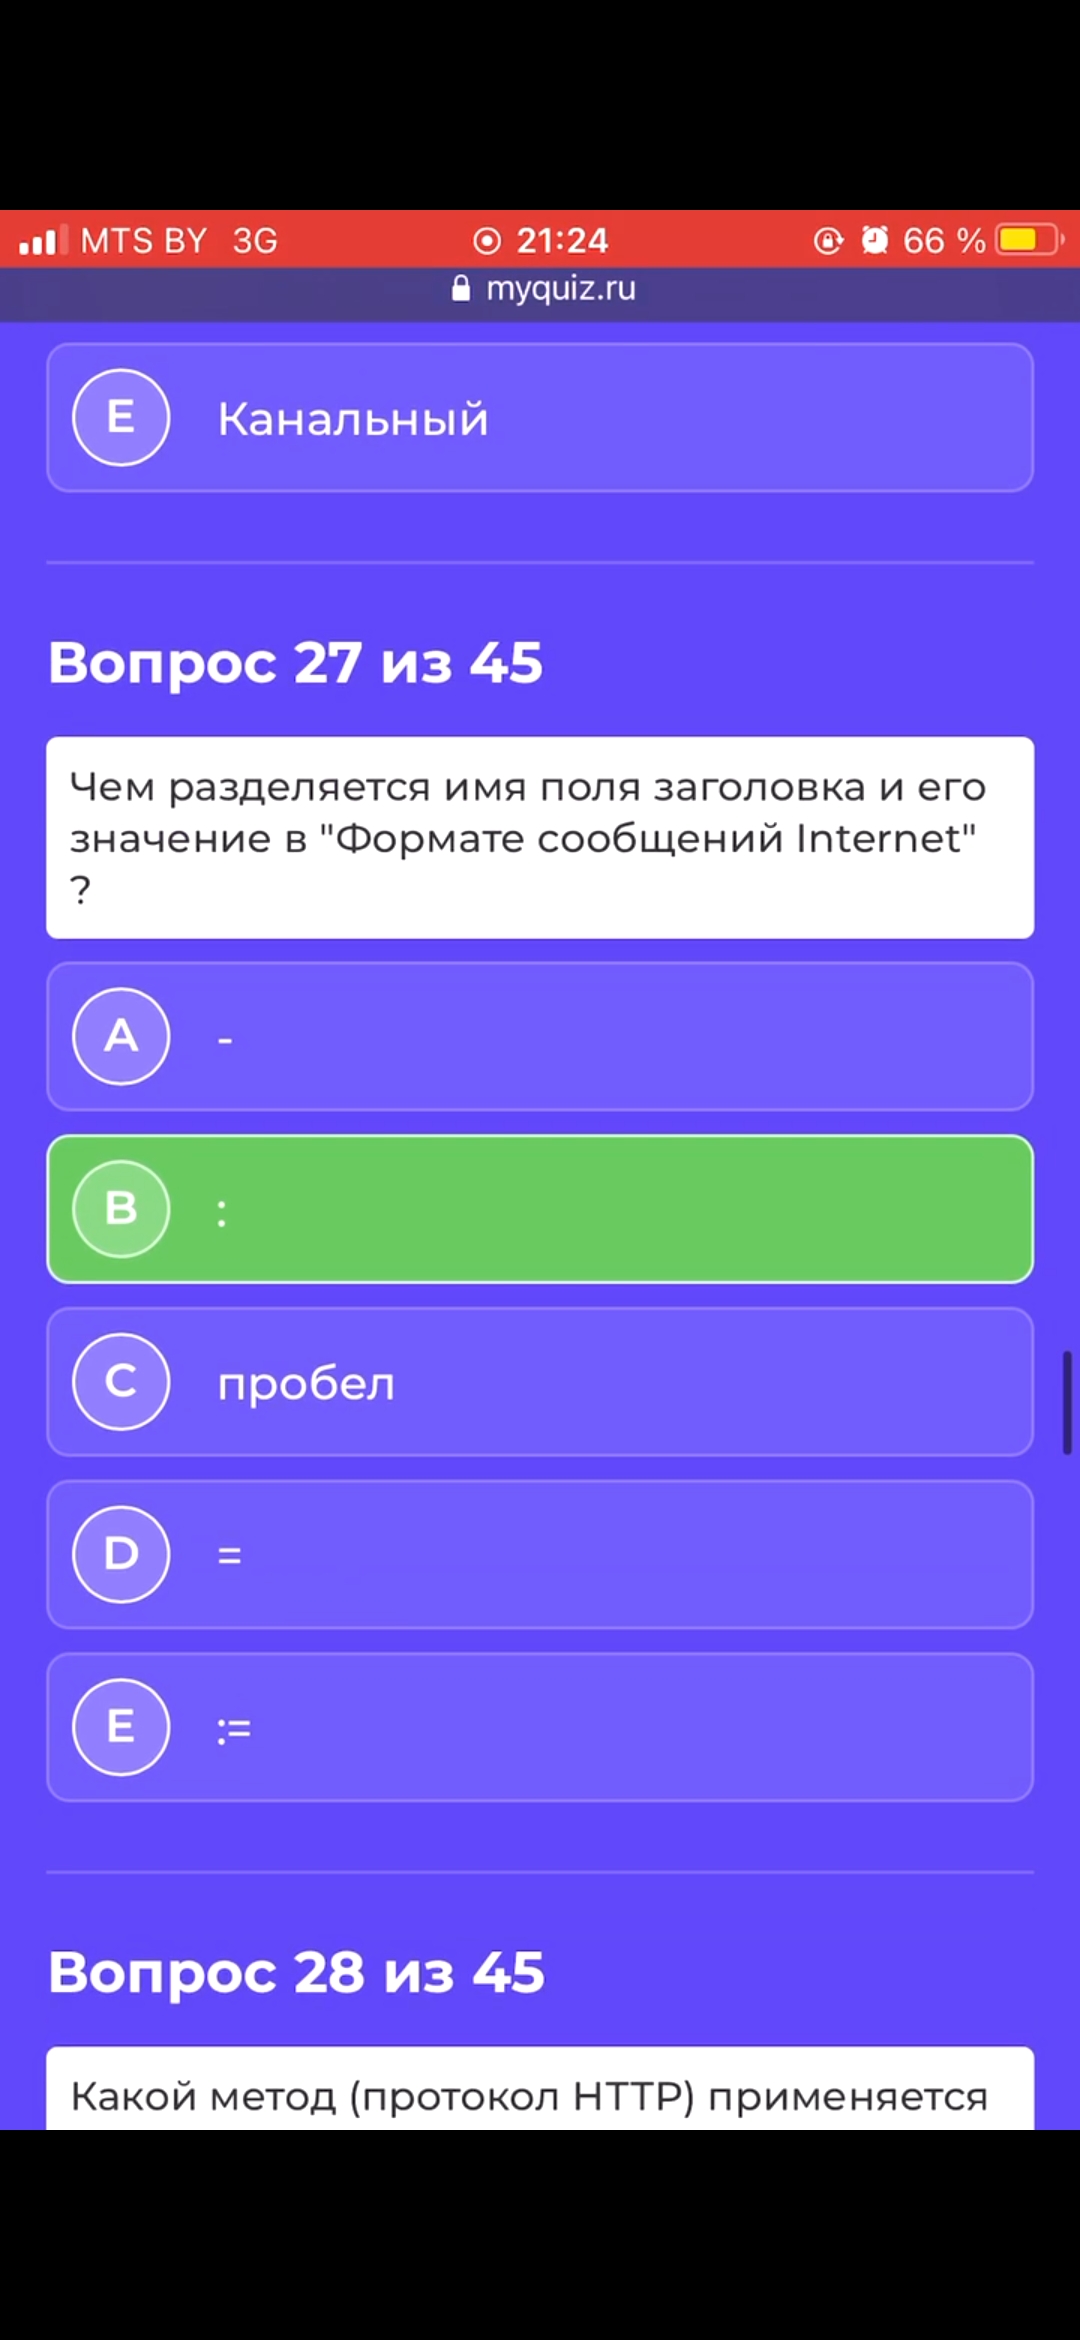 MTS BY 3G 21:24 66 %
myquiz.ru
E Канальный
Вопрос 27 из 45
Чем разделяется имя поля заголовка и его
значение в "Формате сообщений Internet"
?
A -
B :
C пробел
D =
E :=
Вопрос 28 из 45
Какой метод (протокол HTTP) применяется